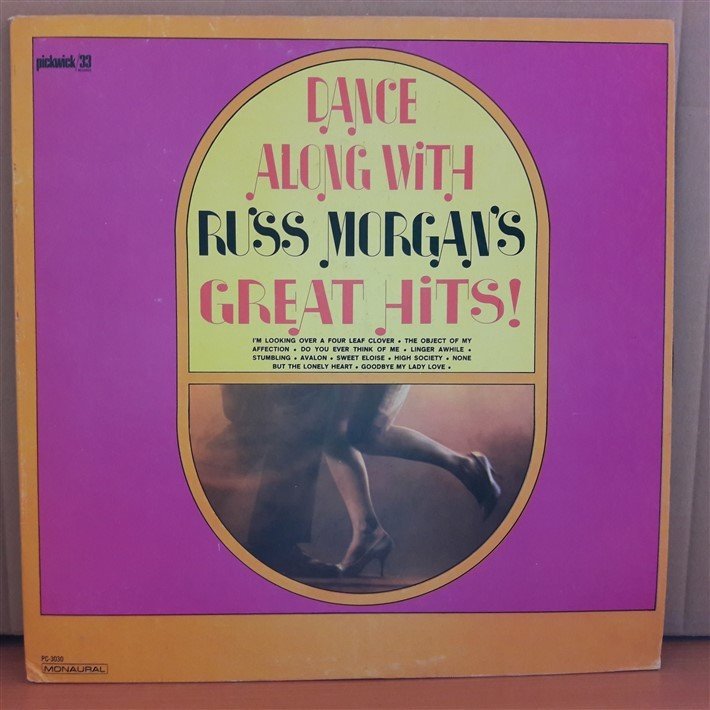 pickwick/33
RECORDS
DANCE
ALONG WiTH
RUSS MORGAN'S
GREAT HiTS!
I'M LOOKING OVER A FOUR LEAF CLOVER • THE OBJECT OF MY
AFFECTION • DO YOU EVER THINK OF ME • LINGER AWHILE •
STUMBLING • AVALON • SWEET ELOISE • HIGH SOCIETY • NONE
BUT THE LONELY HEART • GOODBYE MY LADY LOVE •
PC-3030
MONAURAL